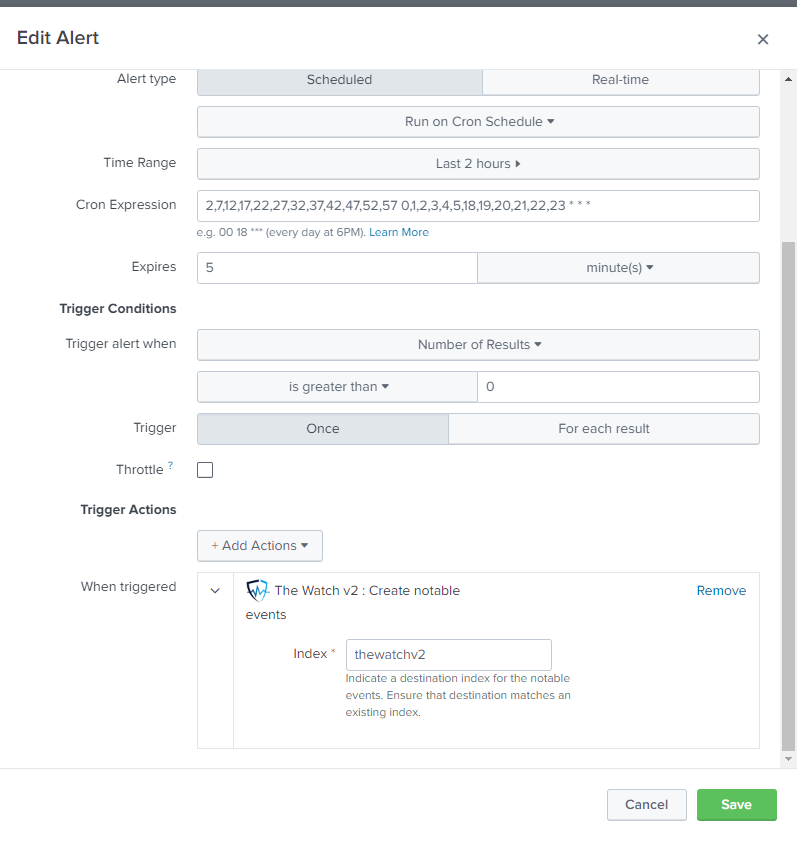 Edit Alert
Alert type
Scheduled
Real-time
Run on Cron Schedule
Time Range
Last 2 hours
Cron Expression
2,7,12,17,22,27,32,37,42,47,52,57 0,1,2,3,4,5,18,19,20,21,22,23 * * *
e.g. 00 18 *** (every day at 6PM). Learn More
Expires
5
minute(s)
Trigger Conditions
Trigger alert when
Number of Results
is greater than
0
Trigger
Once
For each result
Throttle ?
Trigger Actions
+ Add Actions
When triggered
The Watch v2 : Create notable
events
Remove
Index *
thewatchv2
Indicate a destination index for the notable
events. Ensure that destination matches an
existing index.
Cancel
Save